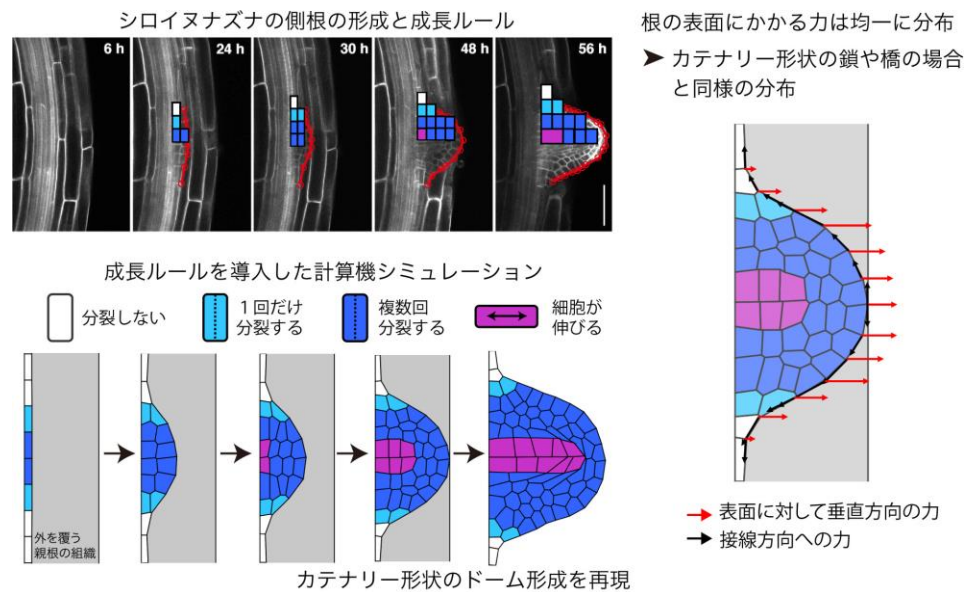 シロイヌナズナの側根の形成と成長ルール
6 h
24 h
30 h
48 h
56 h
成長ルールを導入した計算機シミュレーション
分裂しない
1回だけ
分裂する
複数回
分裂する
細胞が
伸びる
外を覆う
親根の組織
カテナリー形状のドーム形成を再現
根の表面にかかる力は均一に分布
➤ カテナリー形状の鎖や橋の場合
と同様の分布
表面に対して垂直方向の力
接線方向への力